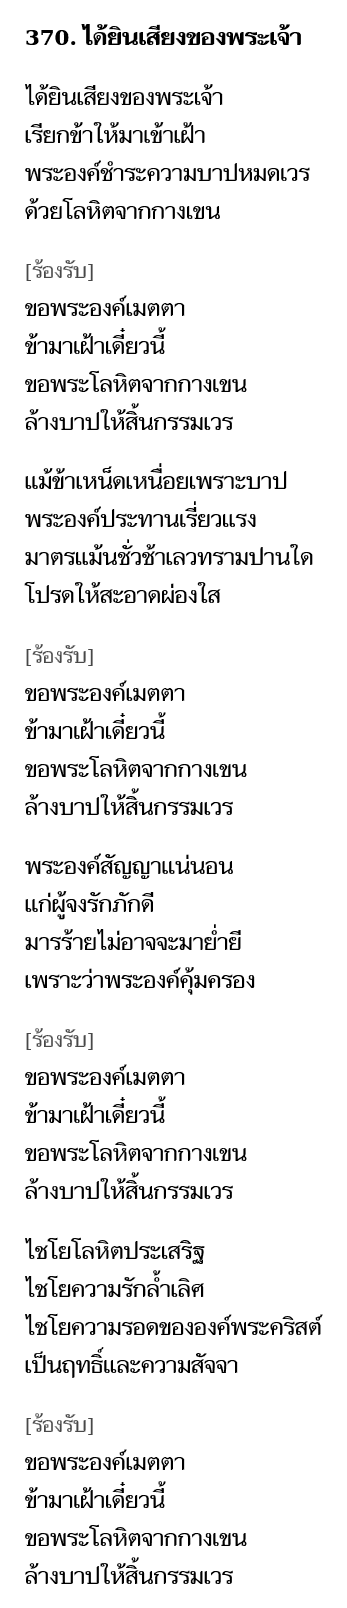 370. ได้ยินเสียงของพระเจ้า
ได้ยินเสียงของพระเจ้า
เรียกข้าให้มาเข้าเฝ้า
พระองค์ชำระความบาปหมดเวร
ด้วยโลหิตจากกางเขน
[ร้องรับ]
ขอพระองค์เมตตา
ข้ามาเฝ้าเดี๋ยวนี้
ขอพระโลหิตจากกางเขน
ล้างบาปให้สิ้นกรรมเวร
แม้ข้าเหน็ดเหนื่อยเพราะบาป
พระองค์ประทานเรี่ยวแรง
มาตรแม้นชั่วช้าเลวทรามปานใด
โปรดให้สะอาดผ่องใส
[ร้องรับ]
ขอพระองค์เมตตา
ข้ามาเฝ้าเดี๋ยวนี้
ขอพระโลหิตจากกางเขน
ล้างบาปให้สิ้นกรรมเวร
พระองค์สัญญาแน่นอน
แก่ผู้จงรักภักดี
มารร้ายไม่อาจจะมาย่ำยี
เพราะว่าพระองค์คุ้มครอง
[ร้องรับ]
ขอพระองค์เมตตา
ข้ามาเฝ้าเดี๋ยวนี้
ขอพระโลหิตจากกางเขน
ล้างบาปให้สิ้นกรรมเวร
ไชโยโลหิตประเสริฐ
ไชโยความรักล้ำเลิศ
ไชโยความรอดขององค์พระคริสต์
เป็นฤทธิ์และความสัจจา
[ร้องรับ]
ขอพระองค์เมตตา
ข้ามาเฝ้าเดี๋ยวนี้
ขอพระโลหิตจากกางเขน
ล้างบาปให้สิ้นกรรมเวร